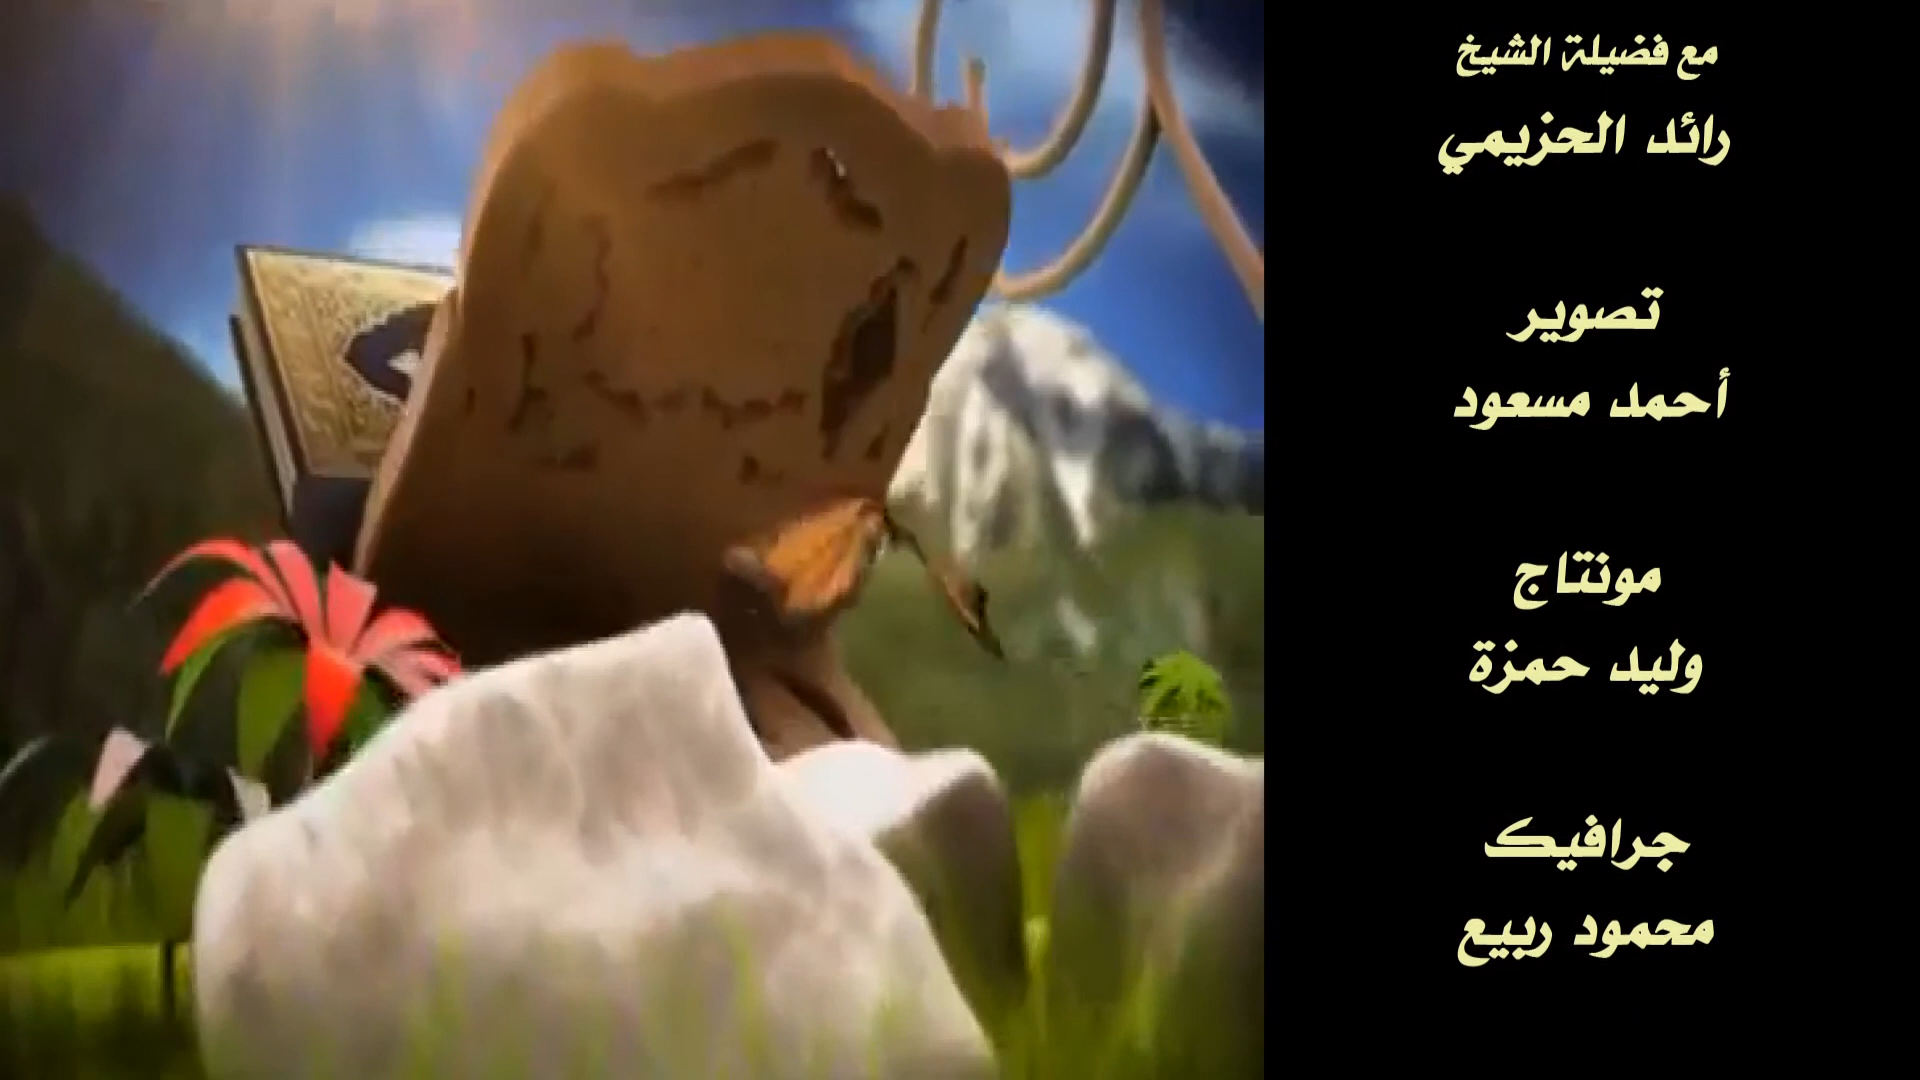 مع فضيلة الشيخ
رائد الحزيمي
تصوير
أحمد مسعود
مونتاج
وليد حمزة
جرافيك
محمود ربيع